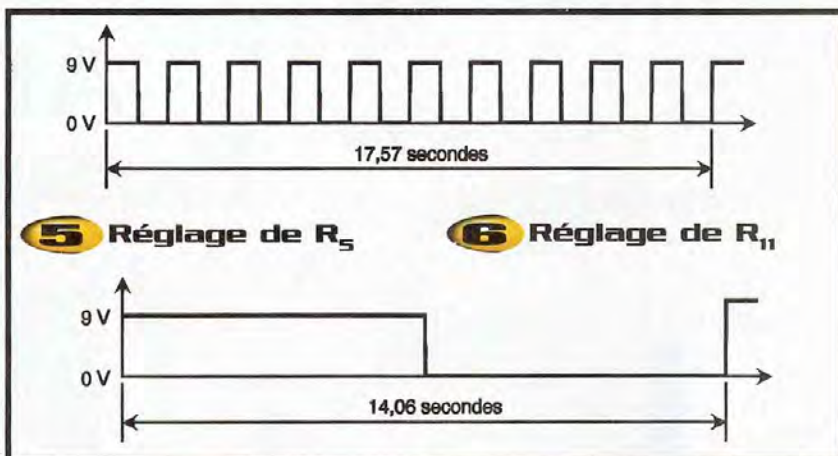 9 V
0 V
17,57 secondes
5 Réglage de R5
6 Réglage de R11
9 V
0 V
14,06 secondes